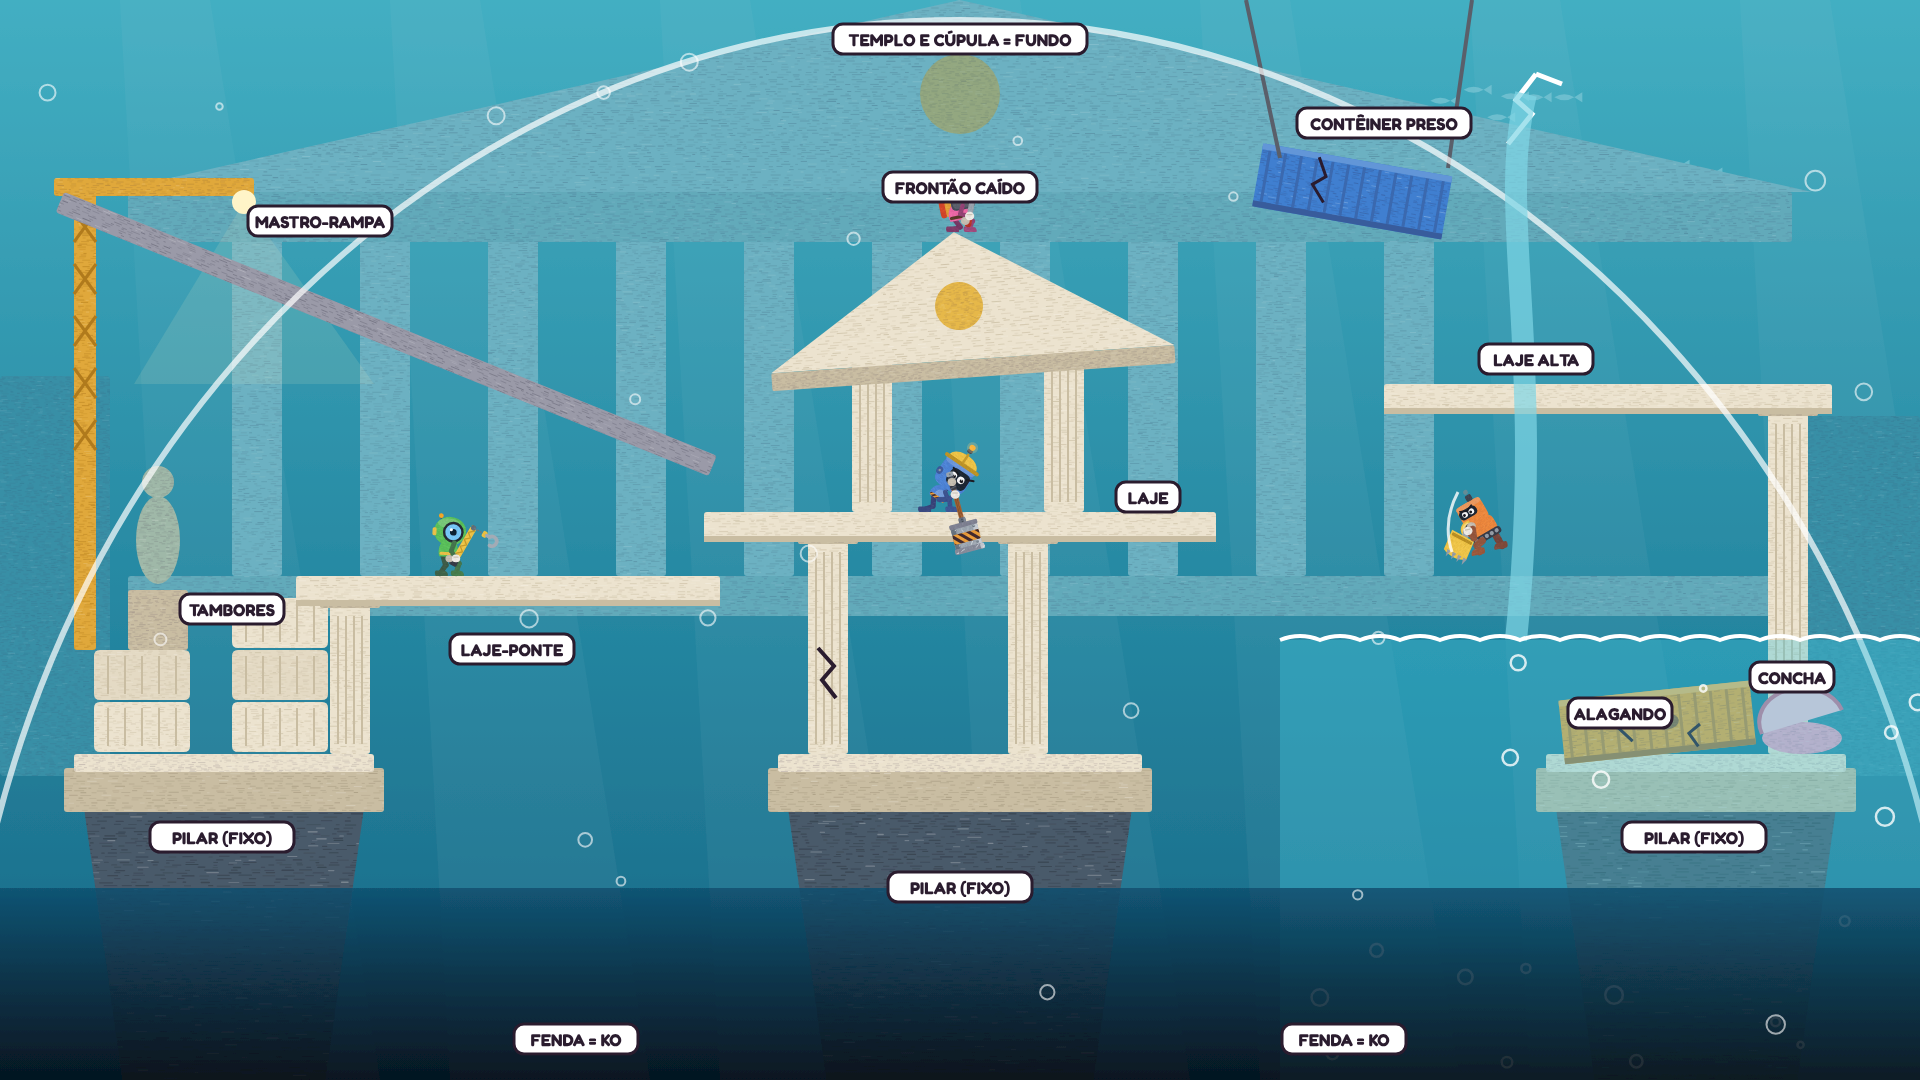 TEMPLO E CÚPULA = FUNDO
CONTÊINER PRESO
FRONTÃO CAÍDO
MASTRO-RAMPA
LAJE ALTA
LAJE
TAMBORES
LAJE-PONTE
CONCHA
ALAGANDO
PILAR (FIXO)
PILAR (FIXO)
PILAR (FIXO)
FENDA = KO
FENDA = KO